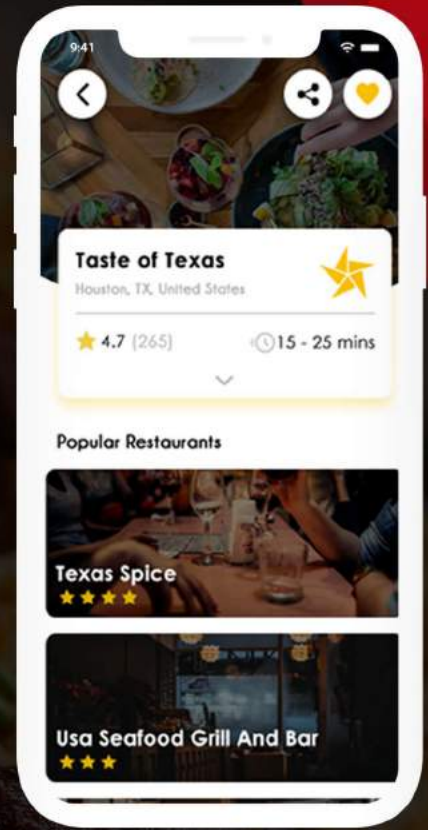 9:41
Taste of Texas
Houston, TX, United States
4.7 (265)
15 - 25 mins
Popular Restaurants
Texas Spice
Usa Seafood Grill And Bar